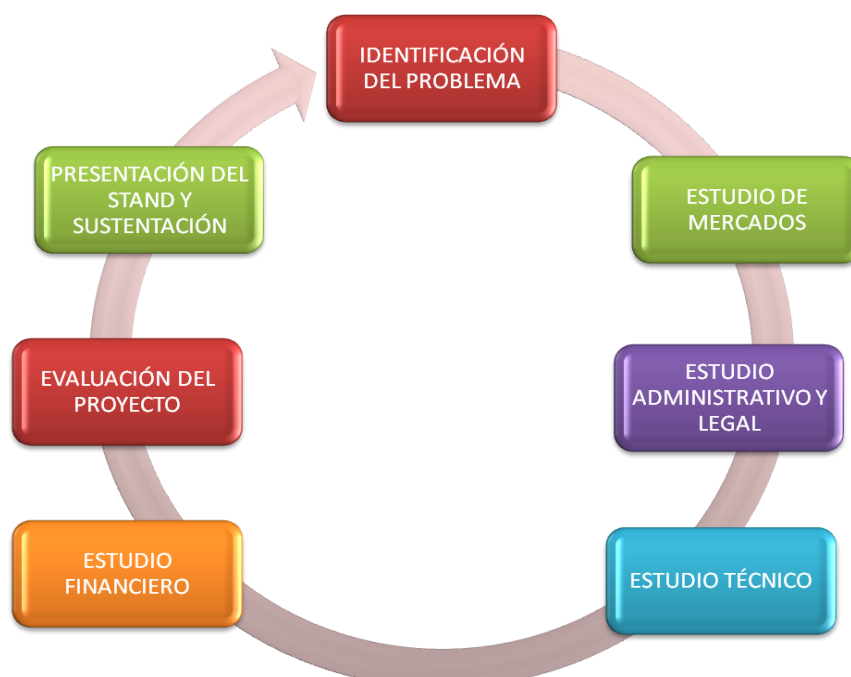 IDENTIFICACIÓN
DEL PROBLEMA
ESTUDIO DE
MERCADOS
ESTUDIO
ADMINISTRATIVO Y
LEGAL
ESTUDIO TÉCNICO
ESTUDIO
FINANCIERO
EVALUACIÓN DEL
PROYECTO
PRESENTACIÓN DEL
STAND Y
SUSTENTACIÓN